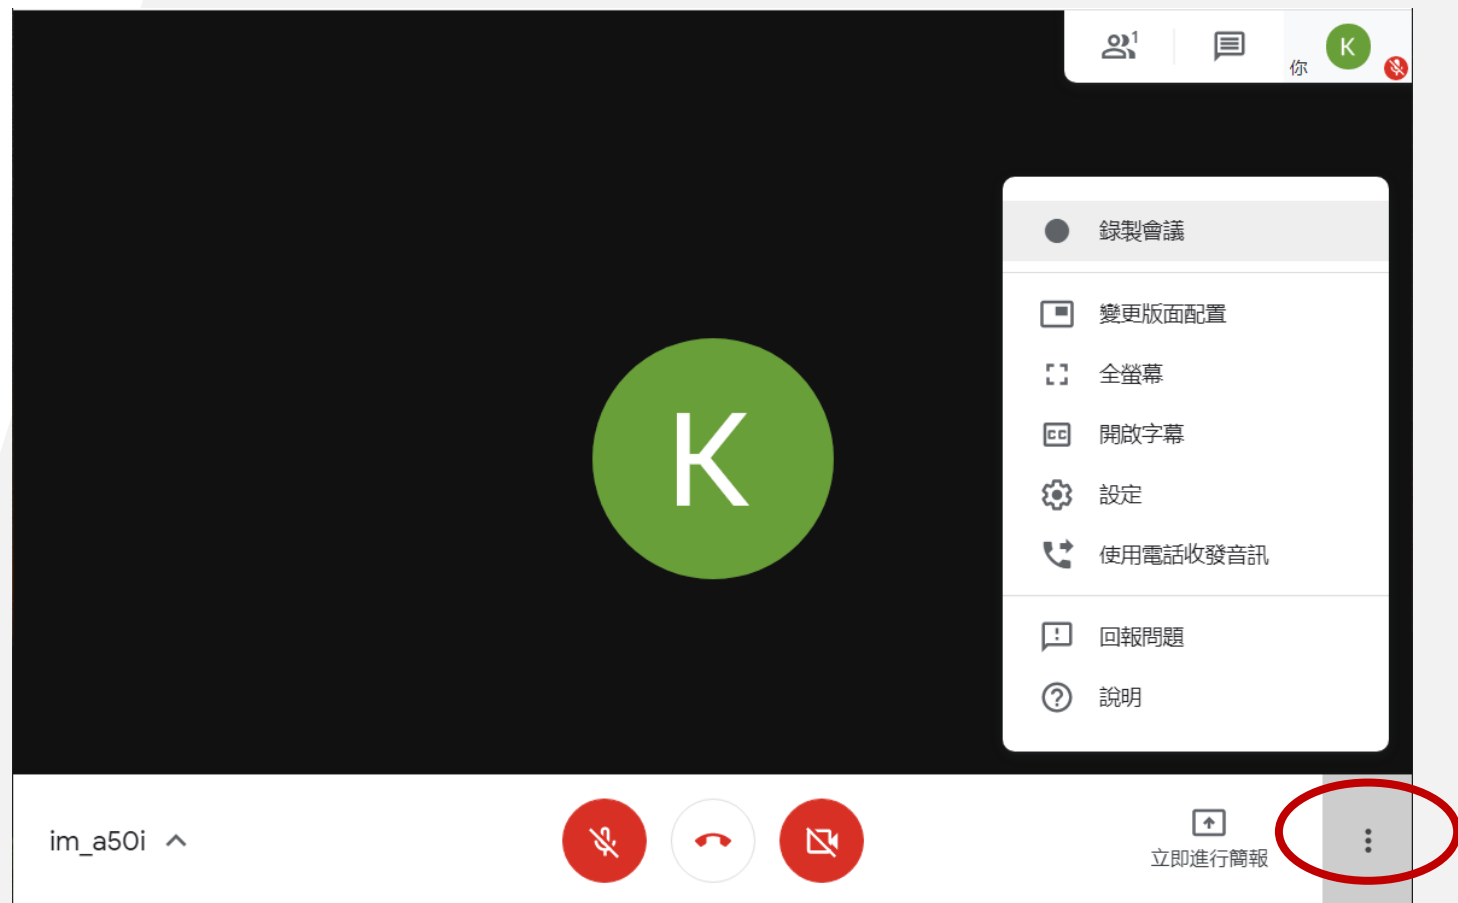 1
你
K
錄製會議
變更版面配置
全螢幕
K
CC
開啟字幕
設定
使用電話收發音訊
回報問題
說明
im_a50i
立即進行簡報